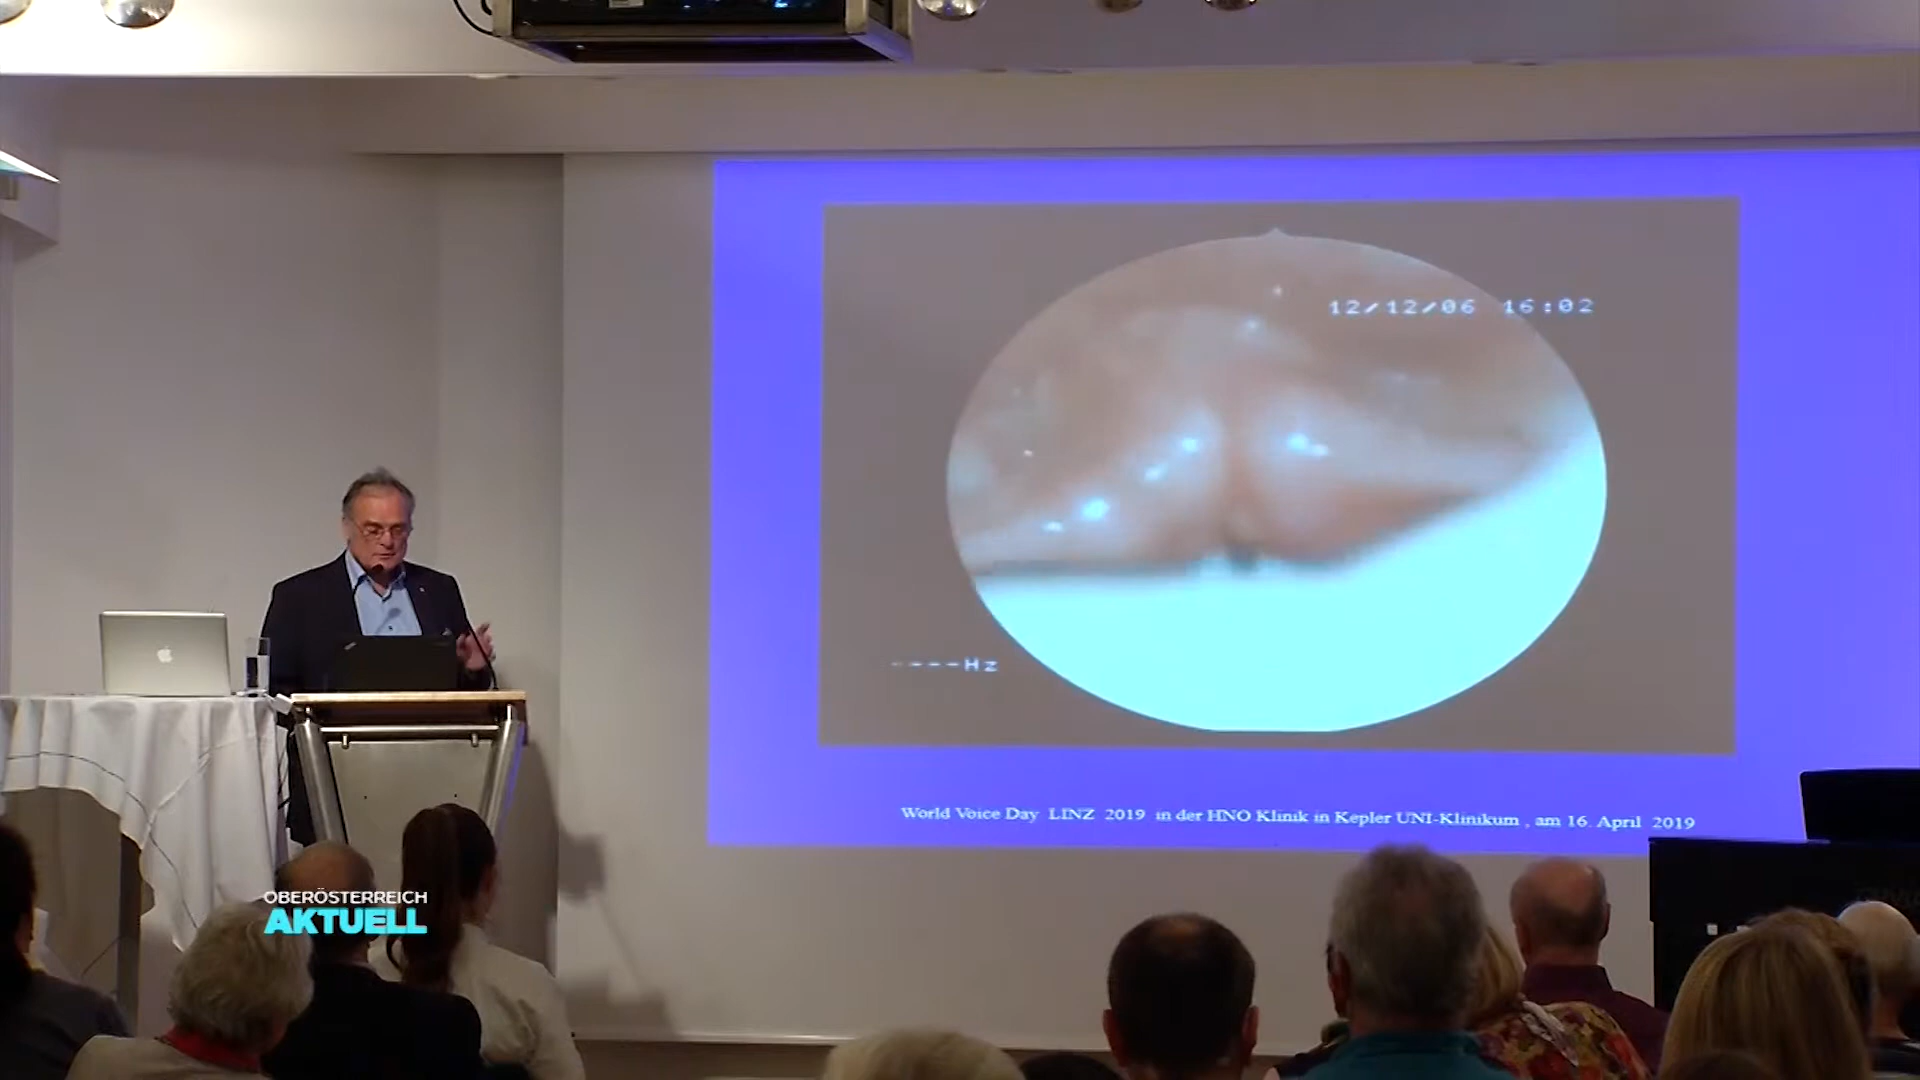 12/12/06 16:02
----Hz
World Voice Day LINZ 2019 in der HNO Klinik in Kepler UNI-Klinikum , am 16. April 2019
OBERÖSTERREICH
AKTUELL